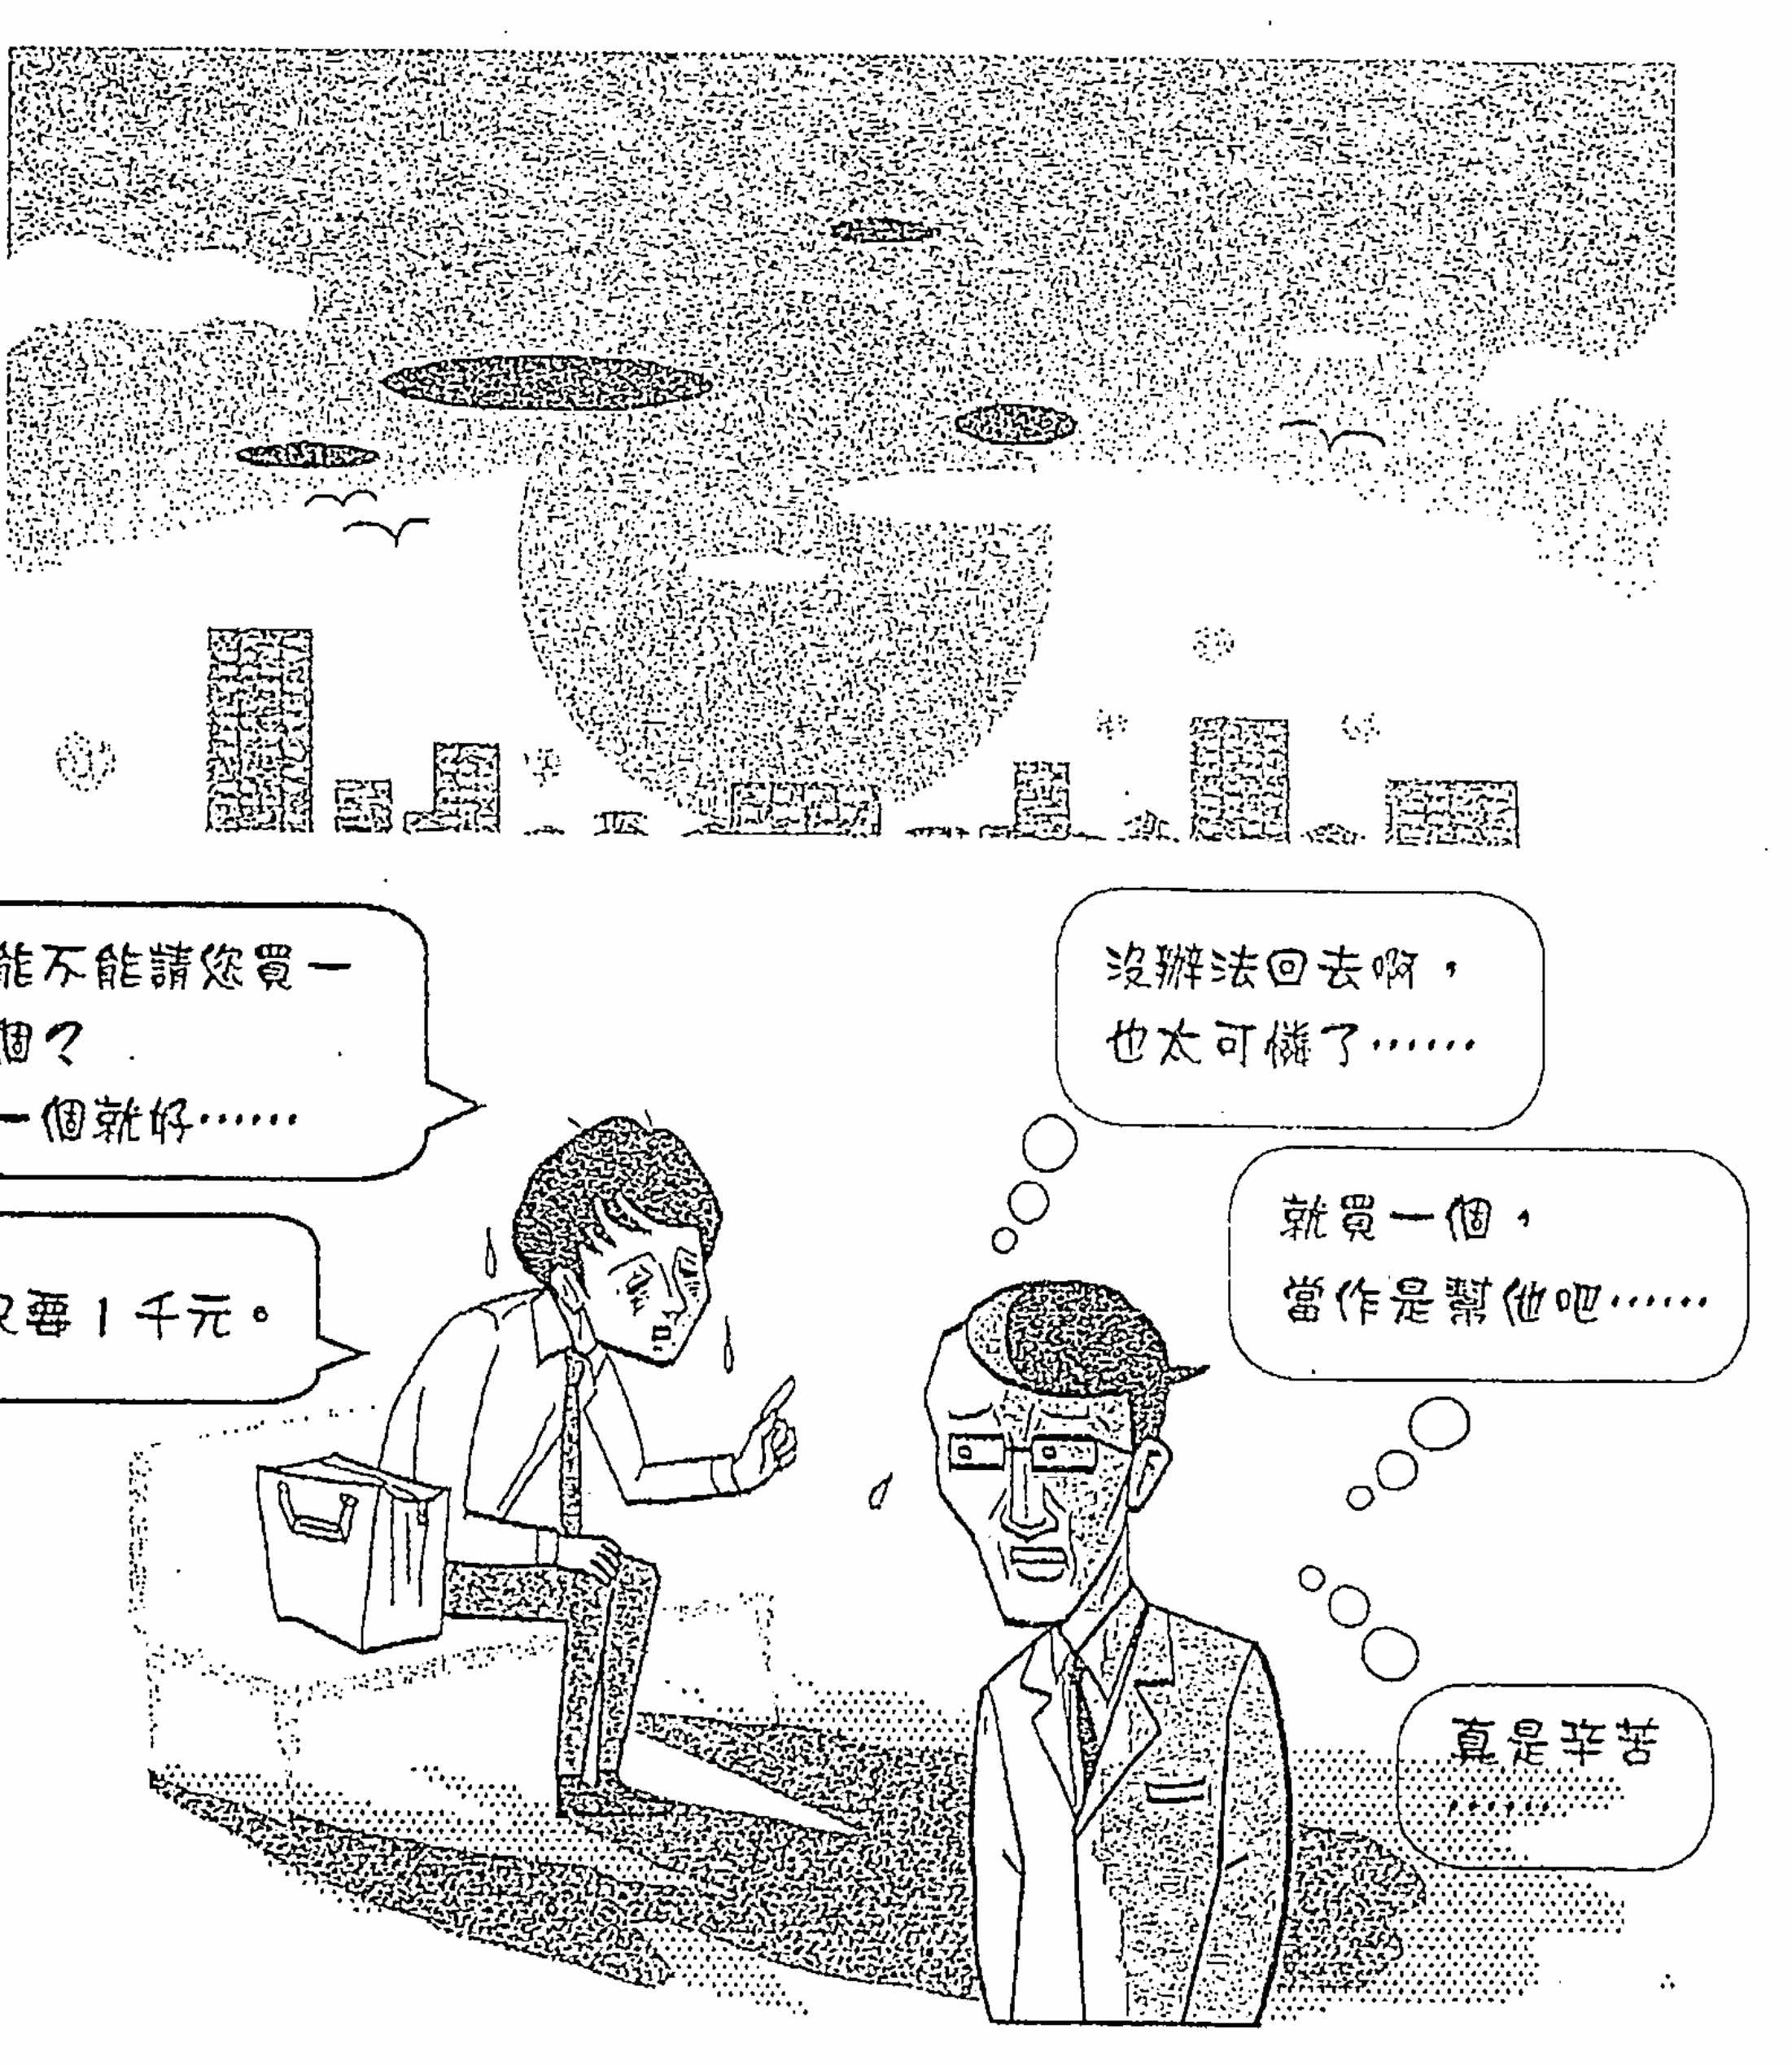 能不能請您買一
個？
一個就好……
要1千元。
沒辦法回去啊，
也太可憐了……
就買一個，
當作是幫他吧……
真是辛苦
……